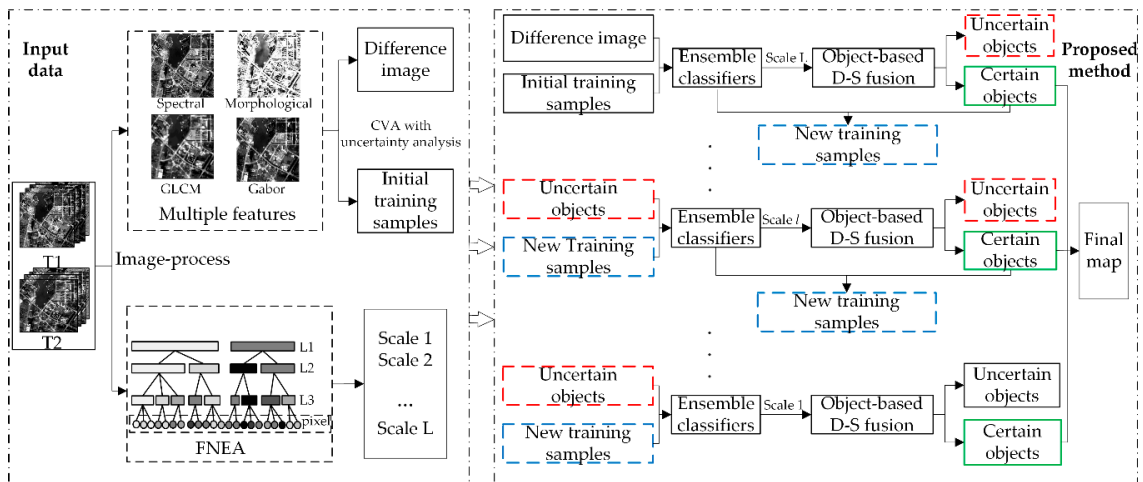 Input
data
Spectral
Morphological
GLCM
Gabor
Multiple features
T1
T2
Image-process
Difference
image
CVA with
uncertainty analysis
Initial
training
samples
L1
L2
L3
pixel
FNEA
Scale 1
Scale 2
...
Scale L
Proposed
method
Difference image
Initial training
samples
Ensemble
classifiers
Scale L
Object-based
D-S fusion
Uncertain
objects
Certain
objects
New training
samples
Uncertain
objects
New Training
samples
Ensemble
classifiers
Scale l
Object-based
D-S fusion
Uncertain
objects
Certain
objects
New training
samples
Final
map
Uncertain
objects
New training
samples
Ensemble
classifiers
Scale 1
Object-based
D-S fusion
Uncertain
objects
Certain
objects